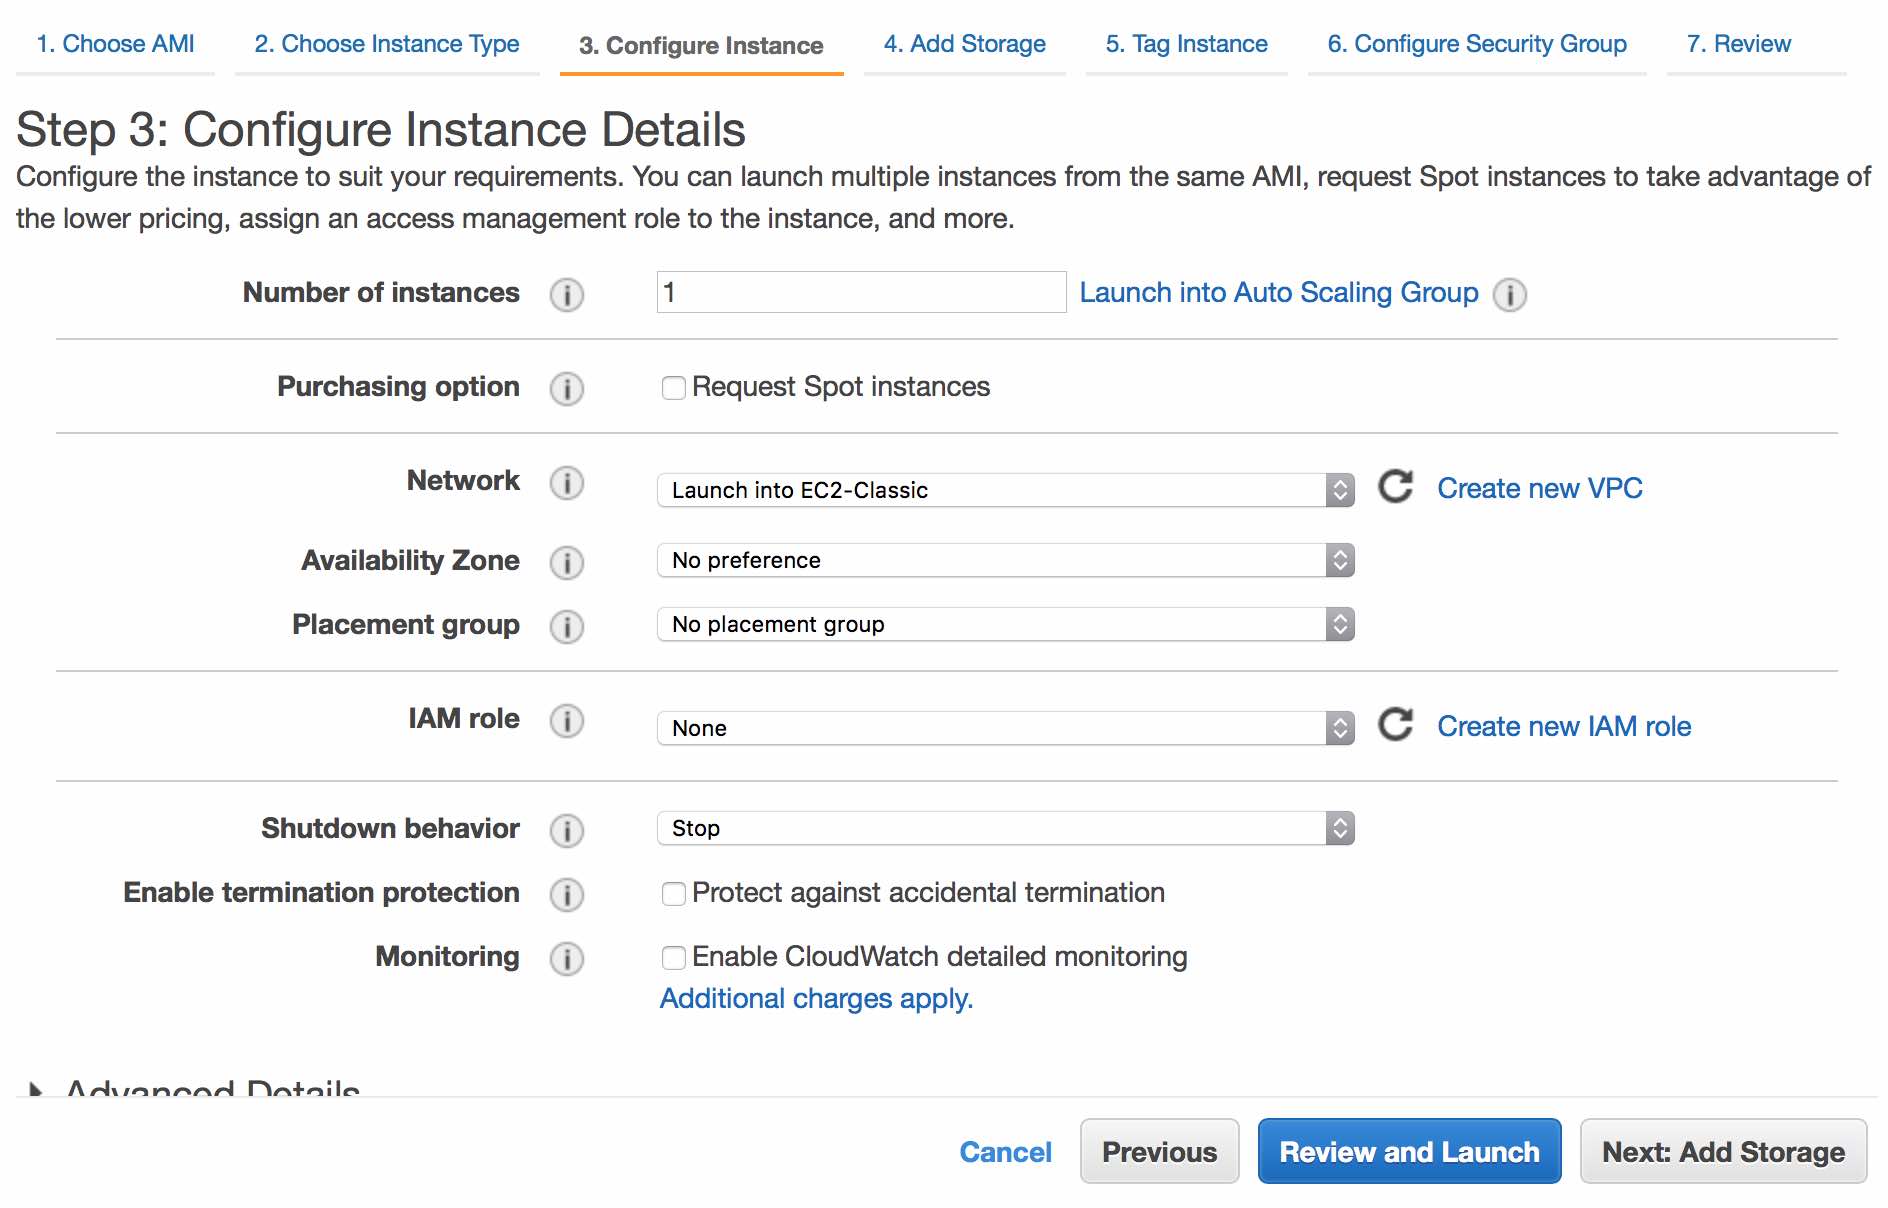 1. Choose AMI 2. Choose Instance Type 3. Configure Instance 4. Add Storage 5. Tag Instance 6. Configure Security Group 7. Review
Step 3: Configure Instance Details
Configure the instance to suit your requirements. You can launch multiple instances from the same AMI, request Spot instances to take advantage of
the lower pricing, assign an access management role to the instance, and more.
Number of instances 1 Launch into Auto Scaling Group
Purchasing option Request Spot instances
Network Launch into EC2-Classic Create new VPC
Availability Zone No preference
Placement group No placement group
IAM role None Create new IAM role
Shutdown behavior Stop
Enable termination protection Protect against accidental termination
Monitoring Enable CloudWatch detailed monitoring
Additional charges apply.
Advanced Details
Cancel Previous Review and Launch Next: Add Storage